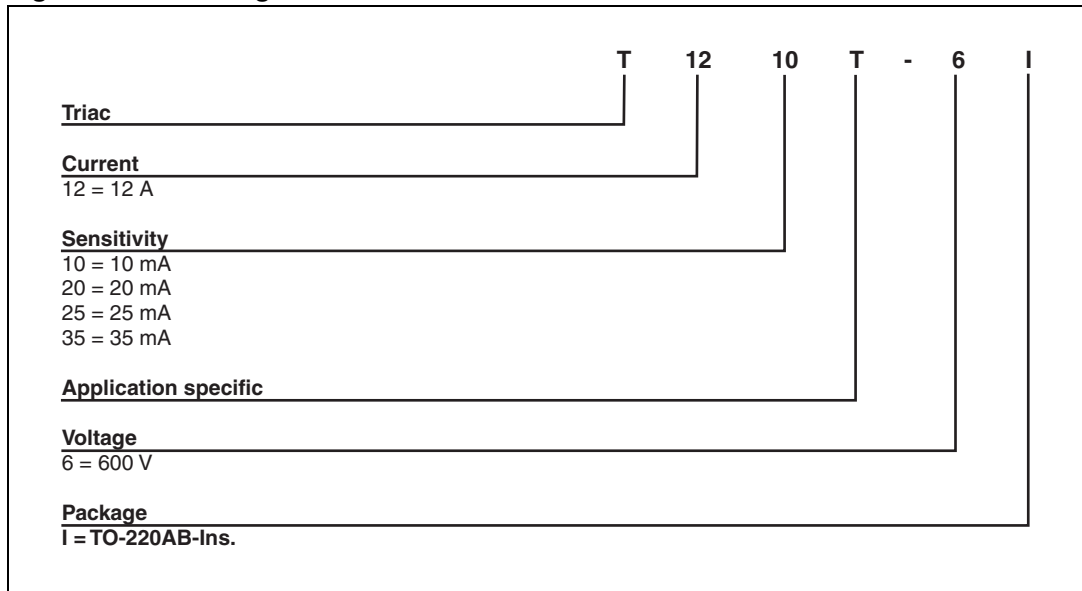 T 12 10 T - 6 I
Triac
Current
12 = 12 A
Sensitivity
10 = 10 mA
20 = 20 mA
25 = 25 mA
35 = 35 mA
Application specific
Voltage
6 = 600 V
Package
I = TO-220AB-Ins.